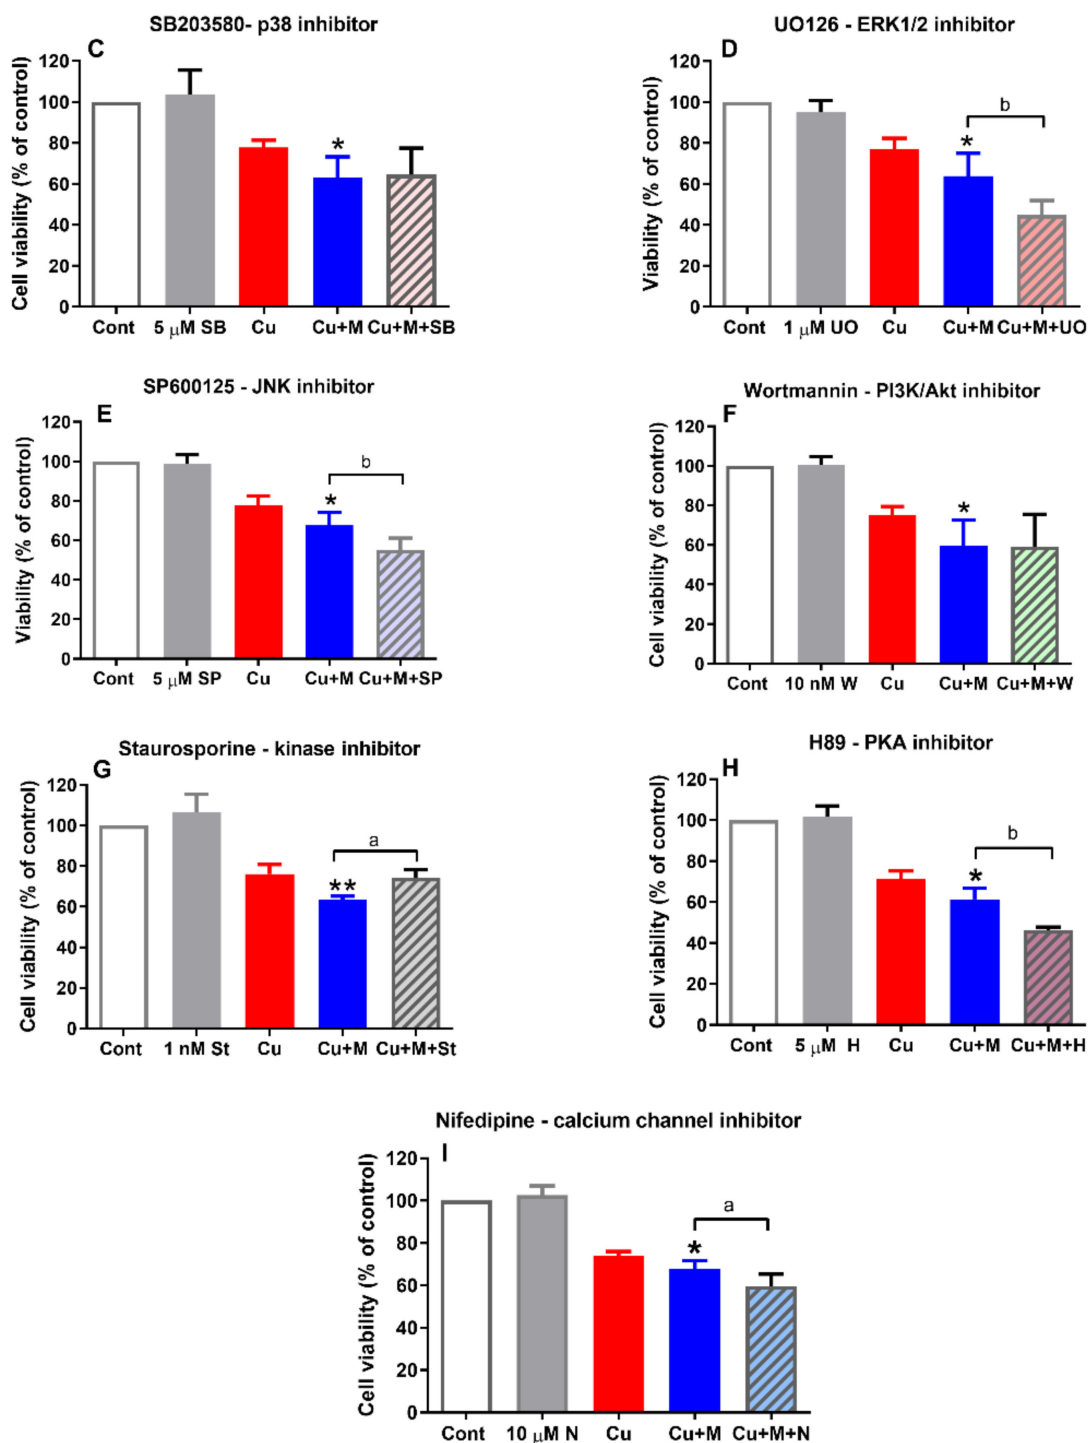 SB203580- p38 inhibitor
C
Cell viability (% of control)
120
100
80
60
40
20
0
*
Cont 5 μM SB Cu Cu+M Cu+M+SB
UO126 - ERK1/2 inhibitor
D
Viability (% of control)
120
100
80
60
40
20
0
b
*
Cont 1 μM UO Cu Cu+M Cu+M+UO
SP600125 - JNK inhibitor
E
Viability (% of control)
120
100
80
60
40
20
0
b
*
Cont 5 μM SP Cu Cu+M Cu+M+SP
Wortmannin - PI3K/Akt inhibitor
F
Cell viability (% of control)
120
100
80
60
40
20
0
*
Cont 10 nM W Cu Cu+M Cu+M+W
Staurosporine - kinase inhibitor
G
Cell viability (% of control)
120
100
80
60
40
20
0
a
**
Cont 1 nM St Cu Cu+M Cu+M+St
H89 - PKA inhibitor
H
Cell viability (% of control)
120
100
80
60
40
20
0
b
*
Cont 5 μM H Cu Cu+M Cu+M+H
Nifedipine - calcium channel inhibitor
I
Cell viability (% of control)
120
100
80
60
40
20
0
a
*
Cont 10 μM N Cu Cu+M Cu+M+N